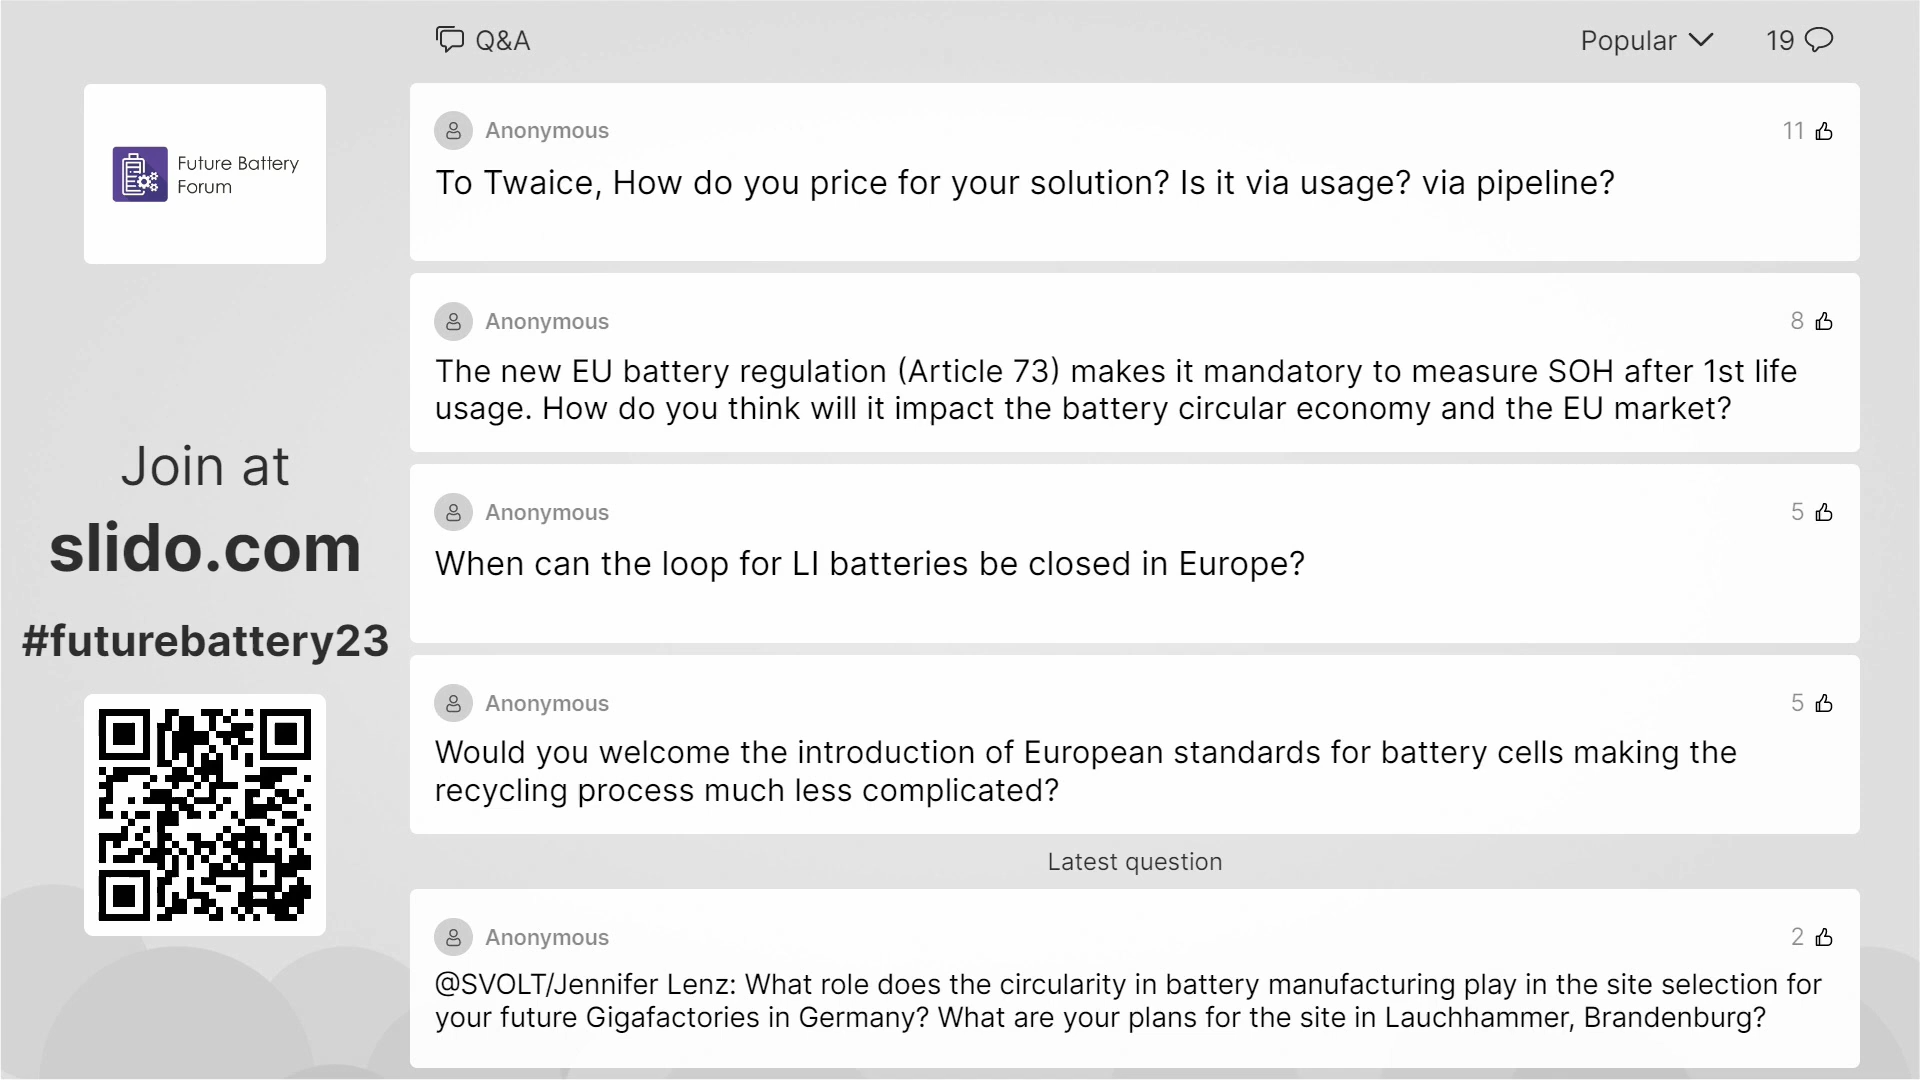 Q&A
Popular
19
Future Battery
Forum
Join at
slido.com
#futurebattery23
Anonymous
11
To Twaice, How do you price for your solution? Is it via usage? via pipeline?
Anonymous
8
The new EU battery regulation (Article 73) makes it mandatory to measure SOH after 1st life
usage. How do you think will it impact the battery circular economy and the EU market?
Anonymous
5
When can the loop for LI batteries be closed in Europe?
Anonymous
5
Would you welcome the introduction of European standards for battery cells making the
recycling process much less complicated?
Latest question
Anonymous
2
@SVOLT/Jennifer Lenz: What role does the circularity in battery manufacturing play in the site selection for
your future Gigafactories in Germany? What are your plans for the site in Lauchhammer, Brandenburg?